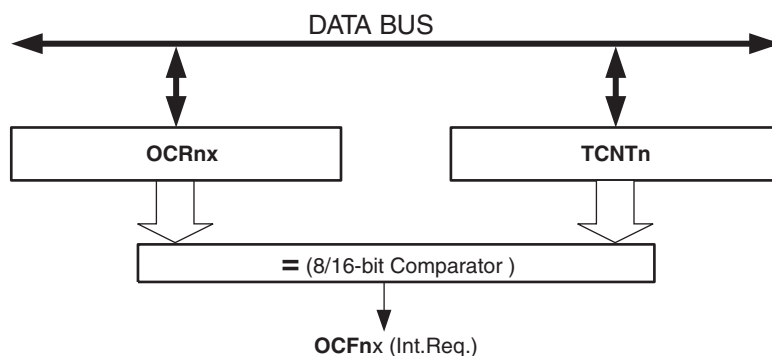 DATA BUS
OCRnx
TCNTn
= (8/16-bit Comparator )
OCFnx (Int.Req.)